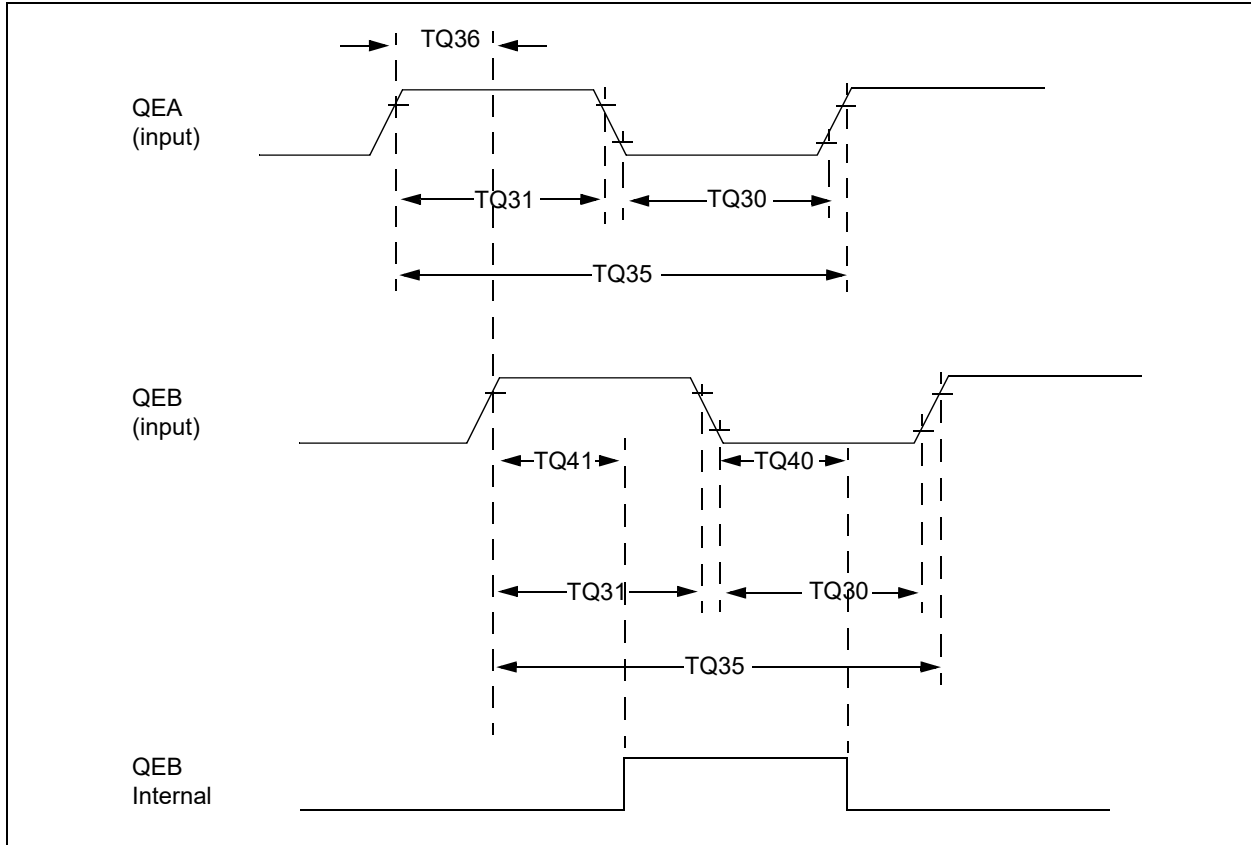 TQ36
QEA
(input)
TQ31
TQ30
TQ35
QEB
(input)
TQ41
TQ40
TQ31
TQ30
TQ35
QEB
Internal